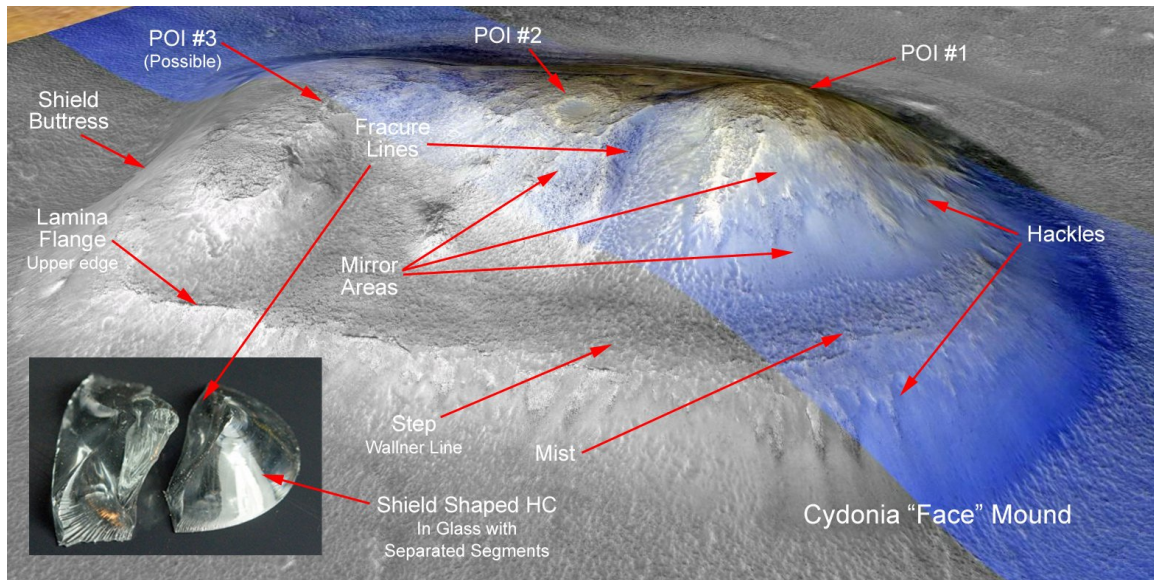 POI #3
(Possible)
POI #2
POI #1
Shield
Buttress
Fracure
Lines
Lamina
Flange
Upper edge
Hackles
Mirror
Areas
Step
Wallner Line
Mist
Shield Shaped HC
In Glass with
Separated Segments
Cydonia “Face” Mound